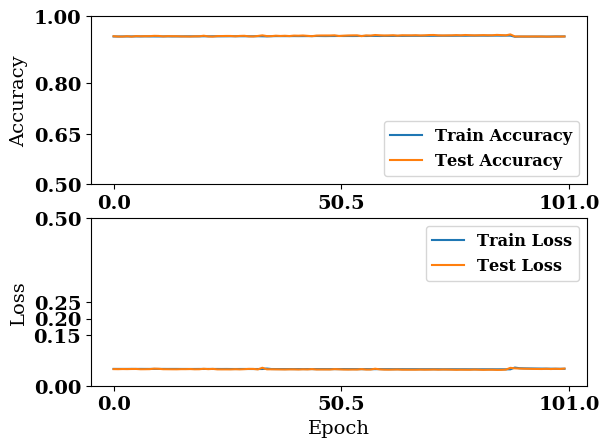 1.00
0.80
0.65
0.50
Accuracy
Train Accuracy
Test Accuracy
0.0 50.5 101.0
0.50
0.25
0.20
0.15
0.00
Loss
Train Loss
Test Loss
0.0 50.5 101.0
Epoch